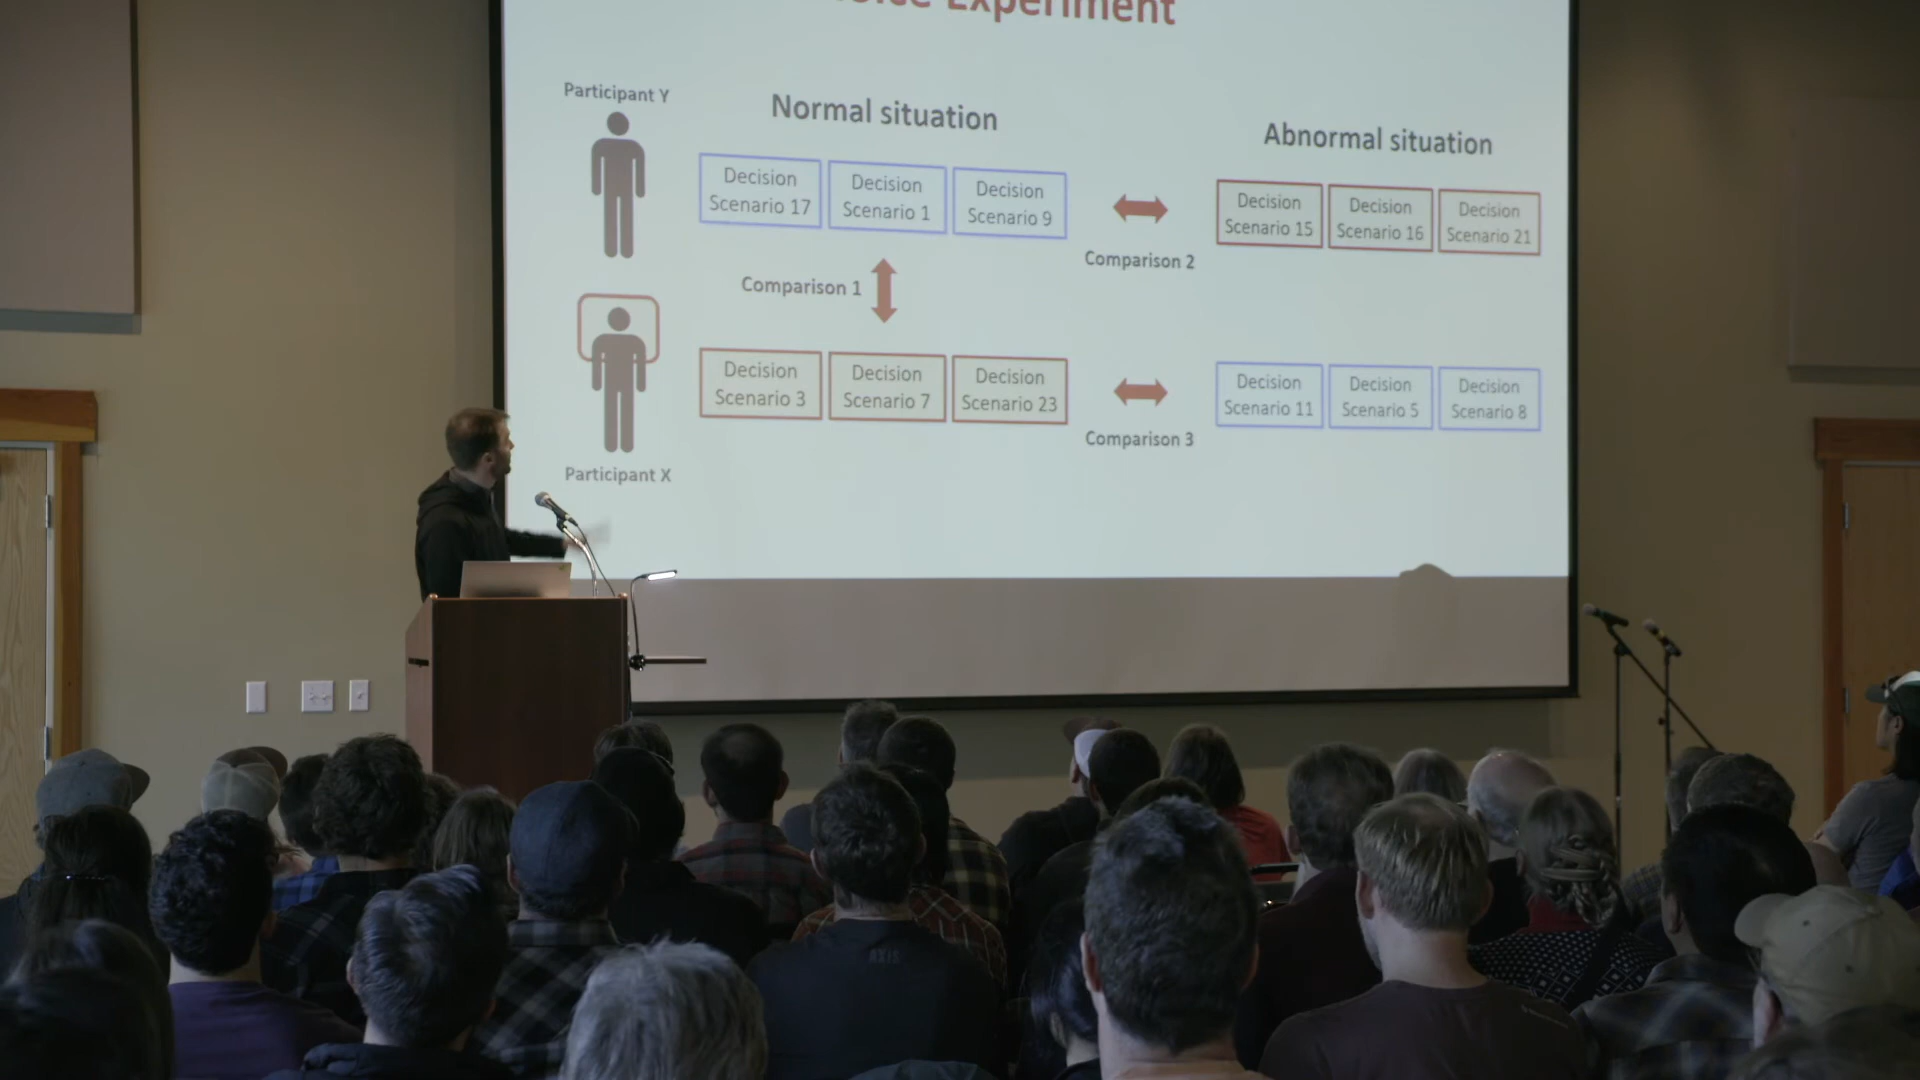 Experiment
Participant Y
Normal situation
Abnormal situation
Decision
Scenario 17
Decision
Scenario 1
Decision
Scenario 9
Decision
Scenario 15
Decision
Scenario 16
Decision
Scenario 21
Comparison 2
Comparison 1
Decision
Scenario 3
Decision
Scenario 7
Decision
Scenario 23
Decision
Scenario 11
Decision
Scenario 5
Decision
Scenario 8
Comparison 3
Participant X
AXIS